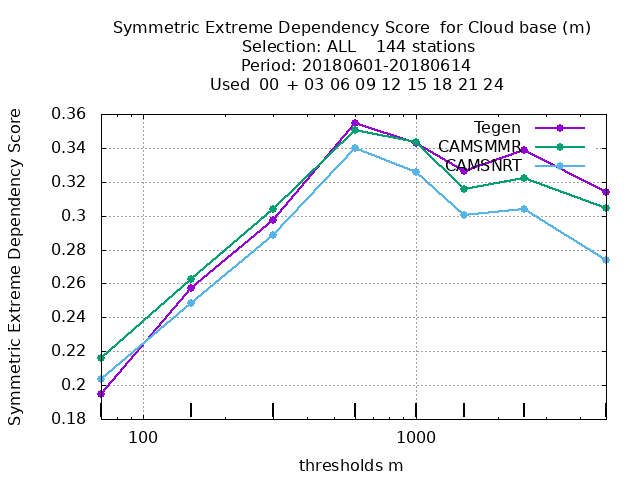 Symmetric Extreme Dependency Score  for Cloud base (m)
Selection: ALL    144 stations
Period: 20180601-20180614
Used  00 + 03 06 09 12 15 18 21 24
Symmetric Extreme Dependency Score
0.36
0.34
0.32
0.3
0.28
0.26
0.24
0.22
0.2
0.18
Tegen
CAMSMMR
CAMSNRT
100
1000
thresholds m